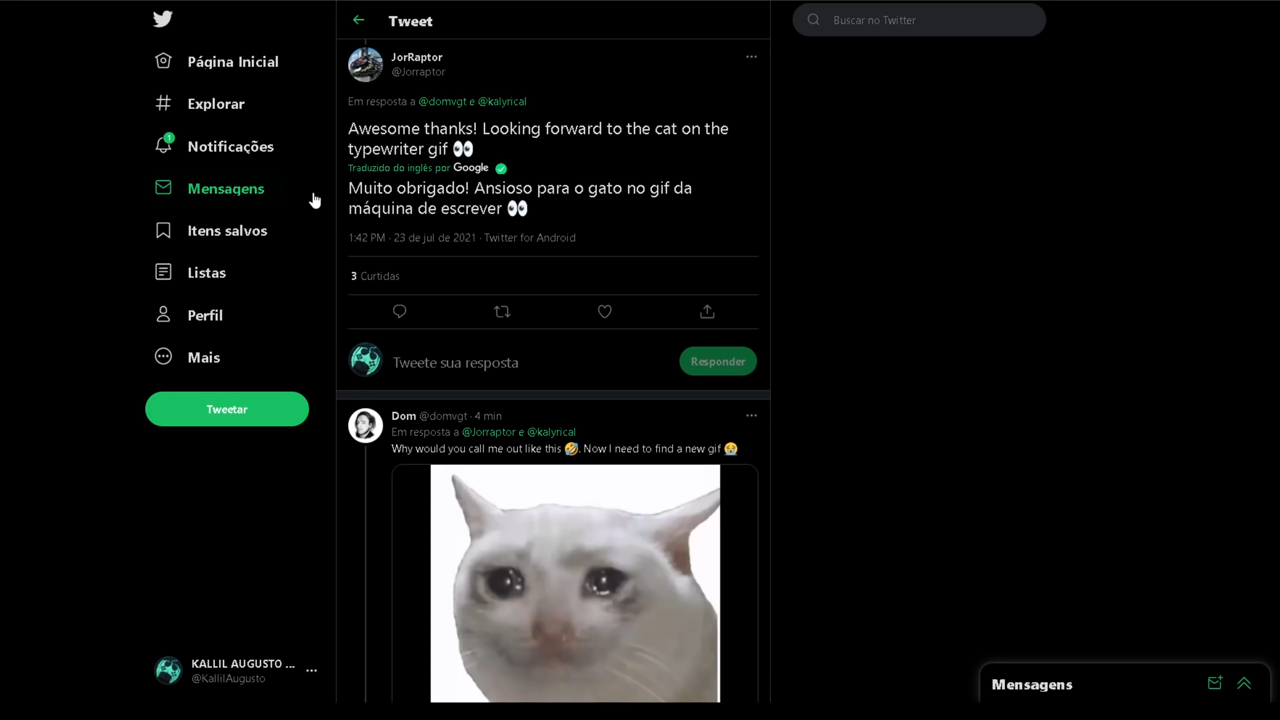 Página Inicial
Explorar
1
Notificações
Mensagens
Itens salvos
Listas
Perfil
Mais
Tweetar
KALLIL AUGUSTO ...
@KallilAugusto
Tweet
JorRaptor
@Jorraptor
Em resposta a @domvgt e @kalyrical
Awesome thanks! Looking forward to the cat on the
typewriter gif 👀
Traduzido do inglês por Google
Muito obrigado! Ansioso para o gato no gif da
máquina de escrever 👀
1:42 PM · 23 de jul de 2021 · Twitter for Android
3 Curtidas
Tweete sua resposta
Responder
Dom @domvgt · 4 min
Em resposta a @Jorraptor e @kalyrical
Why would you call me out like this 🤣. Now I need to find a new gif 😭
Buscar no Twitter
Mensagens